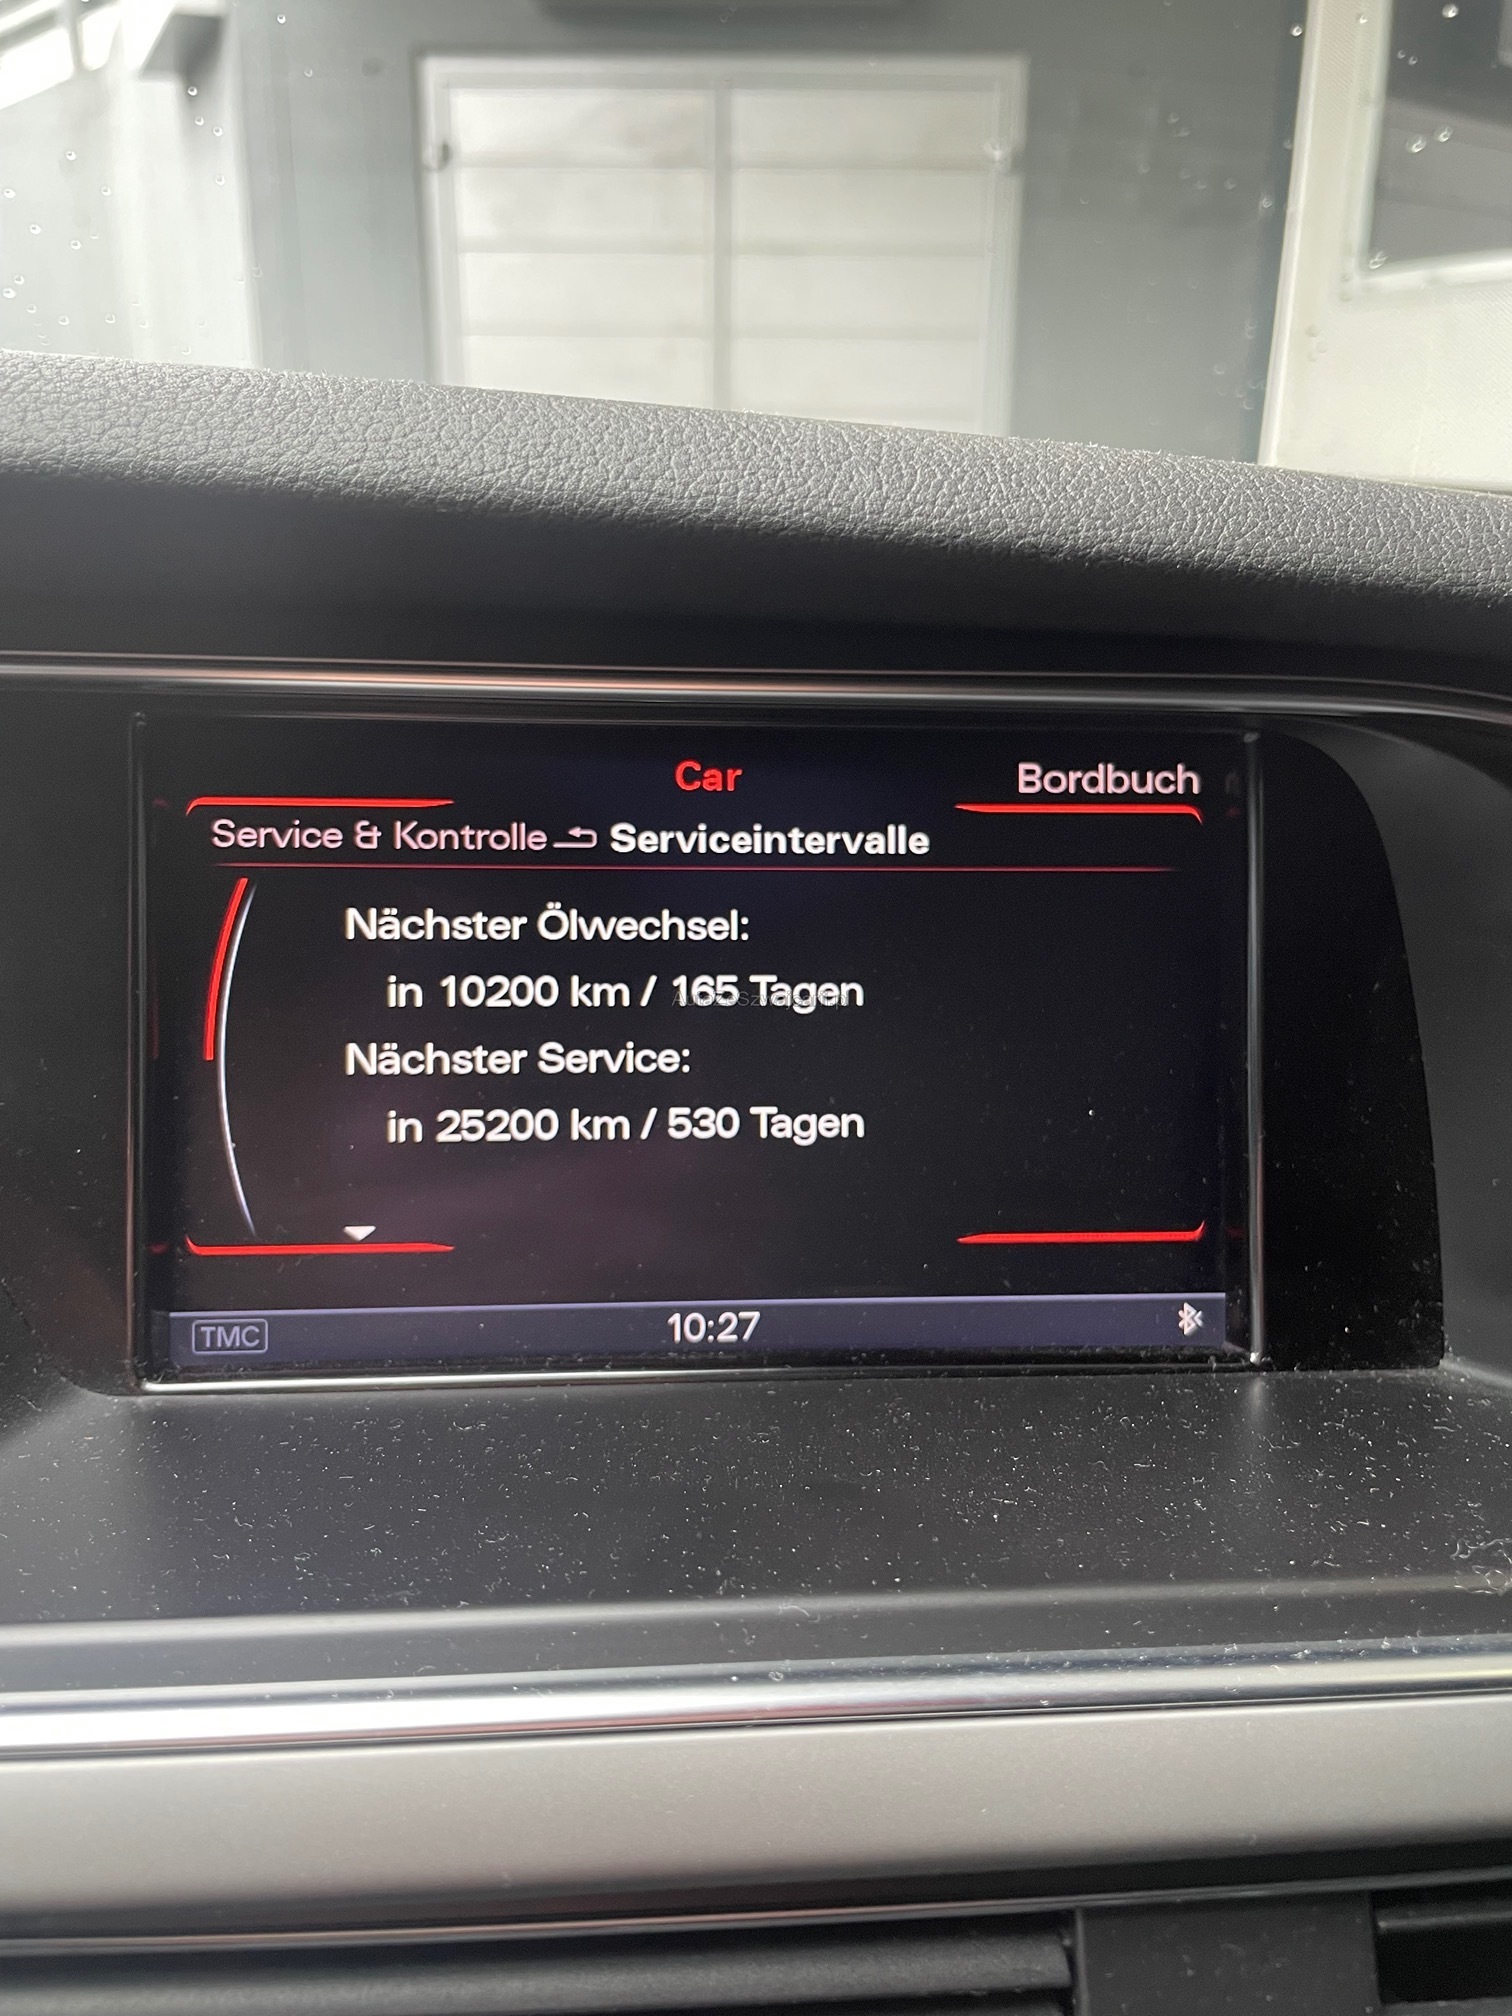 Car
Bordbuch
Service & Kontrolle Serviceintervalle
Nächster Ölwechsel:
in 10200 km / 165 Tagen
Nächster Service:
in 25200 km / 530 Tagen
TMC
10:27